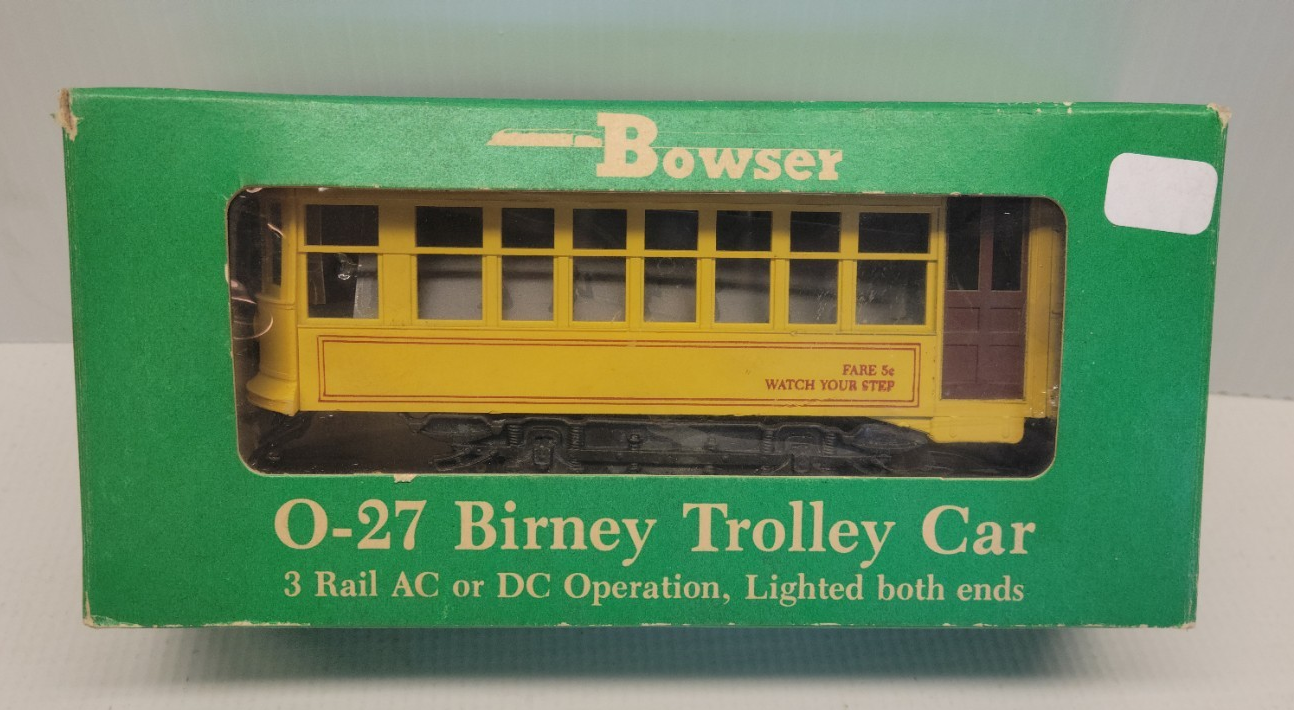 Bowser
FARE 5¢
WATCH YOUR STEP
O-27 Birney Trolley Car
3 Rail AC or DC Operation, Lighted both ends